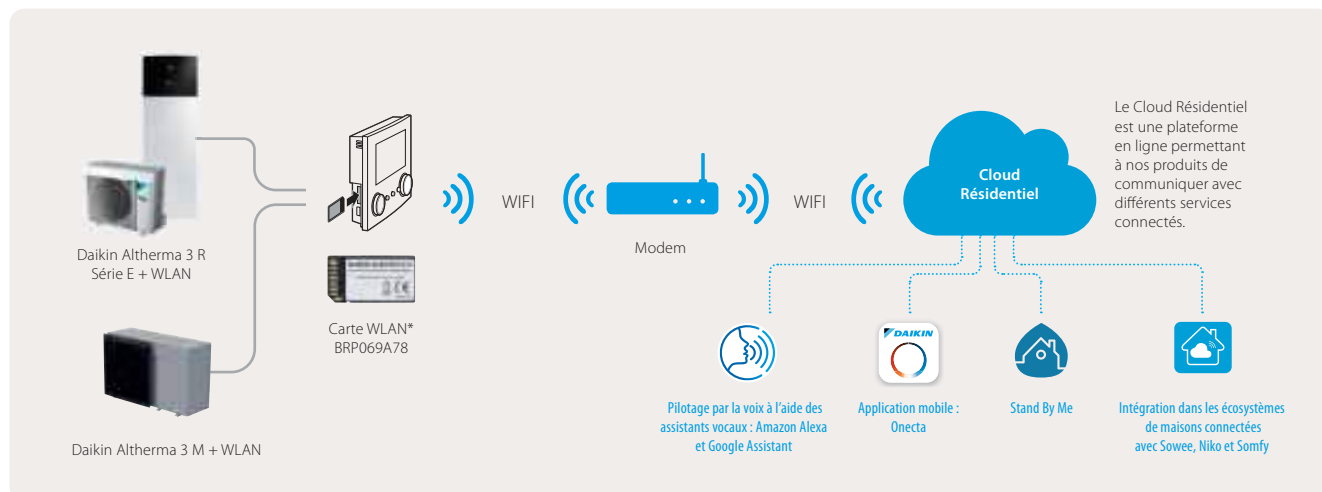 Daikin Altherma 3 R
Série E + WLAN
Daikin Altherma 3 M + WLAN
Carte WLAN*
BRP069A78
WIFI
Modem
WIFI
Cloud
Résidentiel
Le Cloud Résidentiel
est une plateforme
en ligne permettant
à nos produits de
communiquer avec
différents services
connectés.
Pilotage par la voix à l'aide des
assistants vocaux : Amazon Alexa
et Google Assistant
DAIKIN
Application mobile :
Onecta
Stand By Me
Intégration dans les écosystèmes
de maisons connectées
avec Sowee, Niko et Somfy